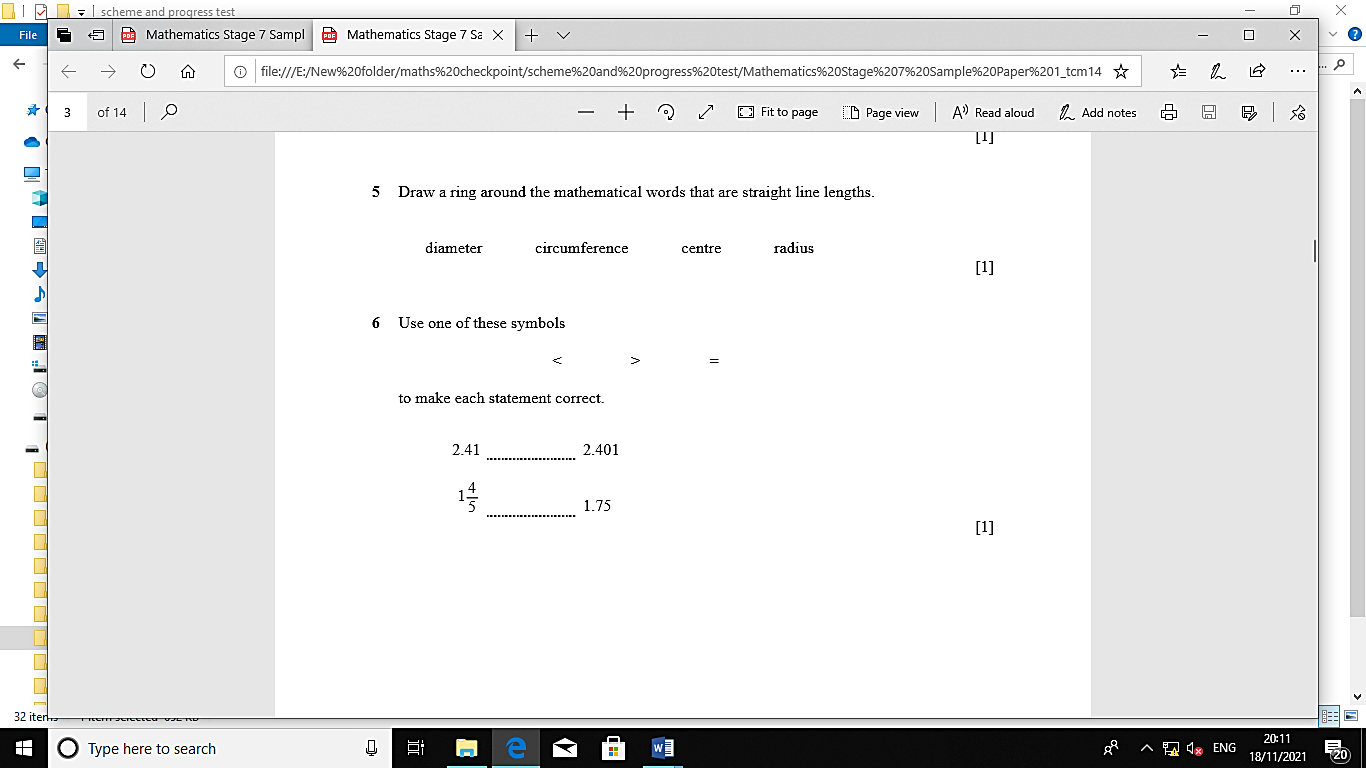 scheme and progress test
File
Mathematics Stage 7 Sampl
Mathematics Stage 7 Sa
file:///E:/New%20folder/maths%20checkpoint/scheme%20and%20progress%20test/Mathematics%20Stage%207%20Sample%20Paper%201_tcm14
3 of 14
Fit to page
Page view
Read aloud
Add notes
[1]
5 Draw a ring around the mathematical words that are straight line lengths.
diameter circumference centre radius
[1]
6 Use one of these symbols
< > =
to make each statement correct.
2.41 ........................ 2.401
1 4/5 ........................ 1.75
[1]
32 items
Type here to search
ENG
20:11
18/11/2021
20